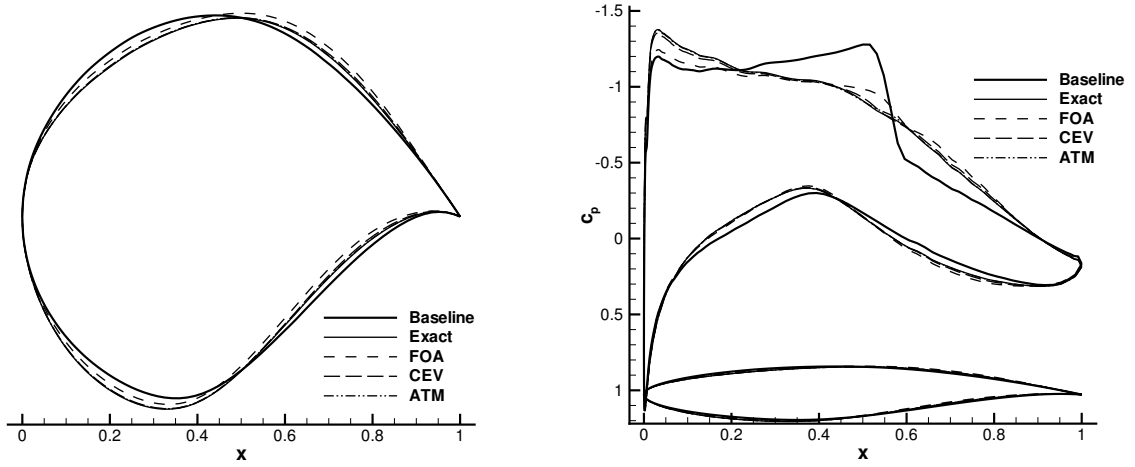 Baseline
Exact
FOA
CEV
ATM
0 0.2 0.4 0.6 0.8 1
x
-1.5
-1
-0.5
0
0.5
1
cp
Baseline
Exact
FOA
CEV
ATM
0 0.2 0.4 0.6 0.8 1
x